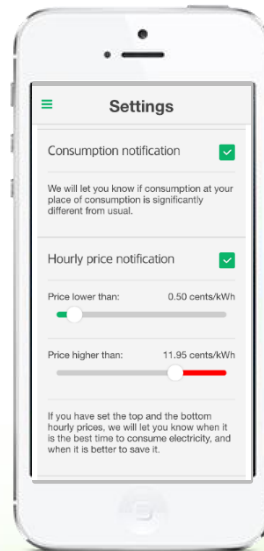 Settings
Consumption notification
We will let you know if consumption at your
place of consumption is significantly
different from usual.
Hourly price notification
Price lower than: 0.50 cents/kWh
Price higher than: 11.95 cents/kWh
If you have set the top and the bottom
hourly prices, we will let you know when it
is the best time to consume electricity, and
when it is better to save it.